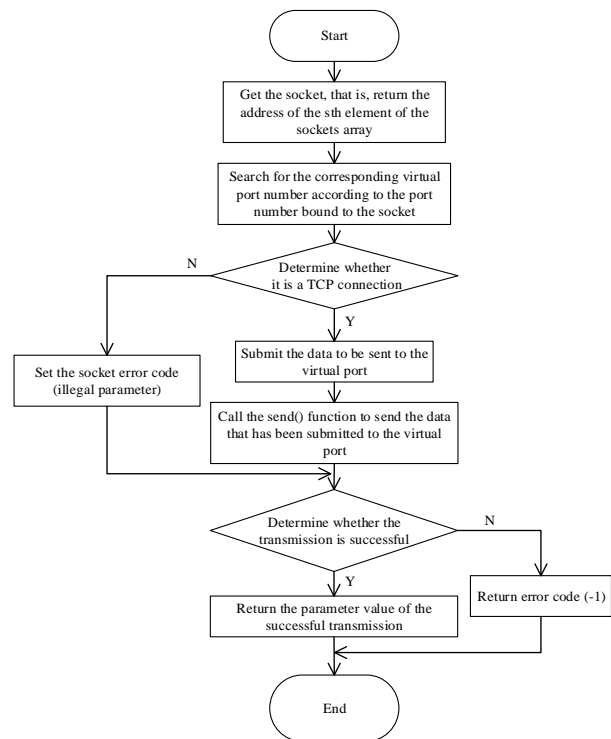 Start
Get the socket, that is, return the
address of the sth element of the
sockets array
Search for the corresponding virtual
port number according to the port
number bound to the socket
N
Determine whether
it is a TCP connection
Y
Set the socket error code
(illegal parameter)
Submit the data to be sent to the
virtual port
Call the send() function to send the data
that has been submitted to the virtual
port
Determine whether the
transmission is successful
N
Y
Return the parameter value of the
successful transmission
Return error code (-1)
End